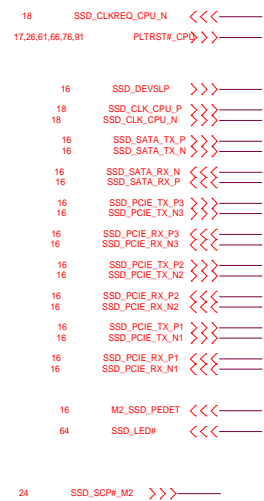 18 SSD_CLKREQ_CPU_N
17,26,61,66,76,91 PLTRST#_CPU
16 SSD_DEVSLP
18 SSD_CLK_CPU_P
18 SSD_CLK_CPU_N
16 SSD_SATA_TX_P
16 SSD_SATA_TX_N
16 SSD_SATA_RX_N
16 SSD_SATA_RX_P
16 SSD_PCIE_TX_P3
16 SSD_PCIE_TX_N3
16 SSD_PCIE_RX_P3
16 SSD_PCIE_RX_N3
16 SSD_PCIE_TX_P2
16 SSD_PCIE_TX_N2
16 SSD_PCIE_RX_P2
16 SSD_PCIE_RX_N2
16 SSD_PCIE_TX_P1
16 SSD_PCIE_TX_N1
16 SSD_PCIE_RX_P1
16 SSD_PCIE_RX_N1
16 M2_SSD_PEDET
64 SSD_LED#
24 SSD_SCP#_M2